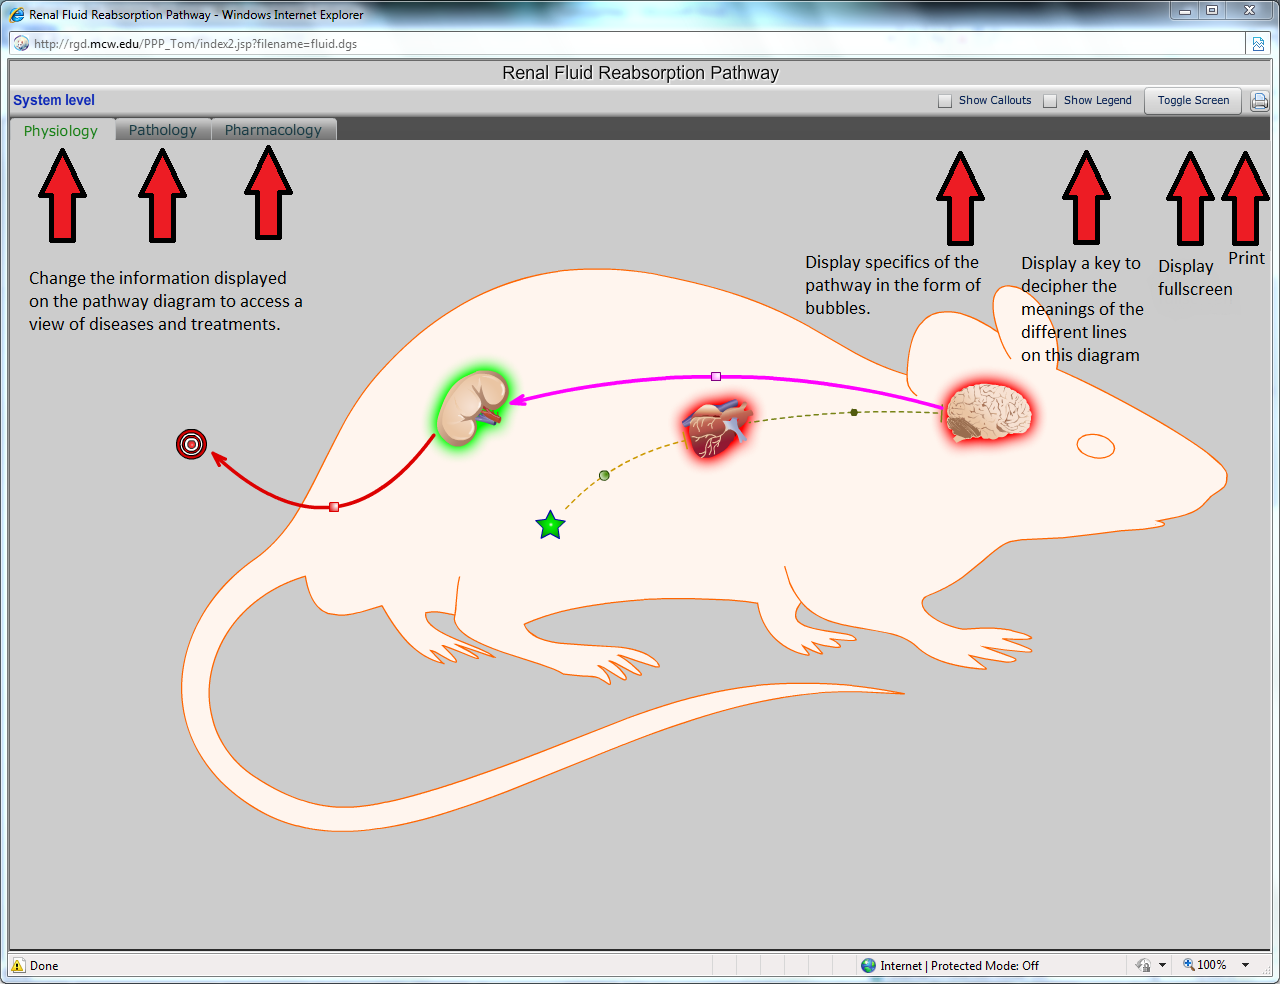 Renal Fluid Reabsorption Pathway - Windows Internet Explorer
http://rgd.mcw.edu/PPP_Tom/index2.jsp?filename=fluid.dgs
Renal Fluid Reabsorption Pathway
System level
Show Callouts
Show Legend
Toggle Screen
Physiology
Pathology
Pharmacology
Change the information displayed
on the pathway diagram to access a
view of diseases and treatments.
Display specifics of the
pathway in the form of
bubbles.
Display a key to
decipher the
meanings of the
different lines
on this diagram
Display
fullscreen
Print
Done
Internet | Protected Mode: Off
100%